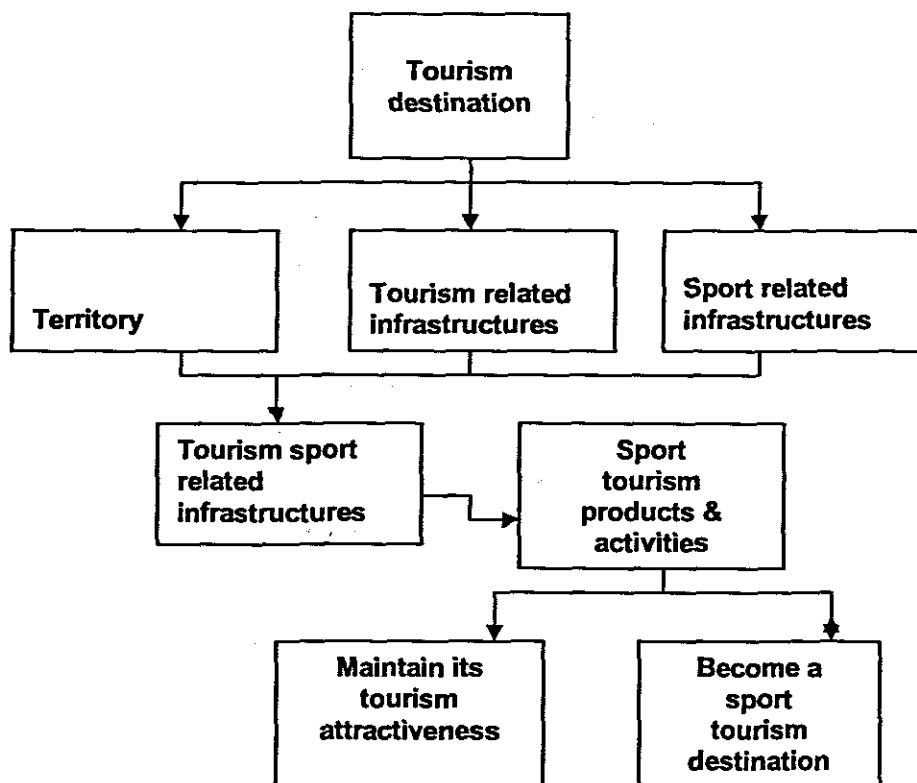 Tourism
destination
Territory
Tourism related
infrastructures
Sport related
infrastructures
Tourism sport
related
infrastructures
Sport
tourism
products &
activities
Maintain its
tourism
attractiveness
Become a
sport
tourism
destination